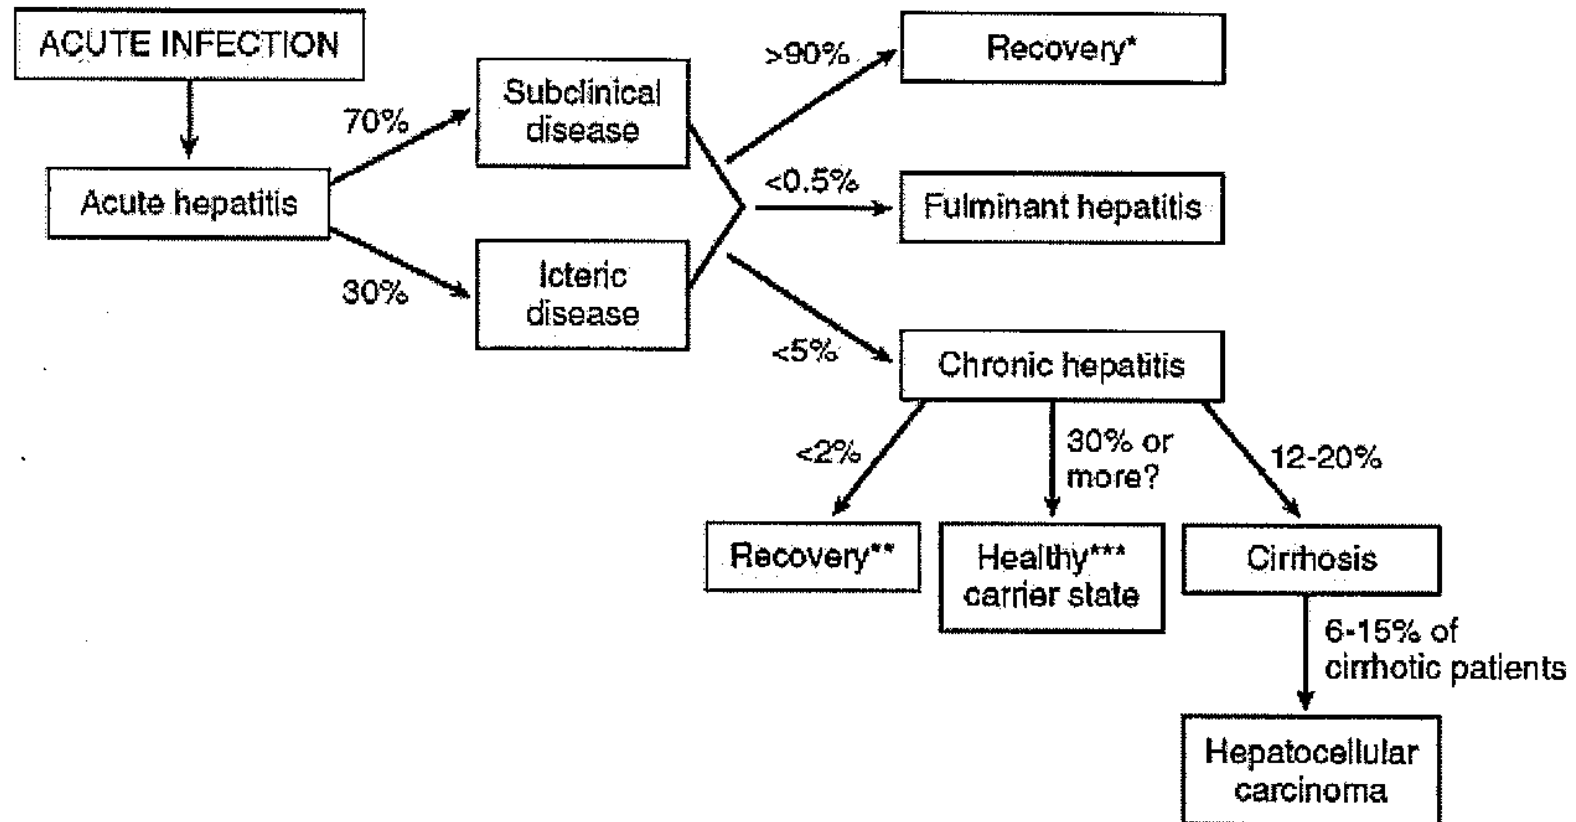 ACUTE INFECTION
Acute hepatitis
70%
30%
Subclinical
disease
Icteric
disease
>90%
<0.5%
<5%
Recovery*
Fulminant hepatitis
Chronic hepatitis
<2%
30% or
more?
12-20%
Recovery**
Healthy***
carrier state
Cirrhosis
6-15% of
cirrhotic patients
Hepatocellular
carcinoma